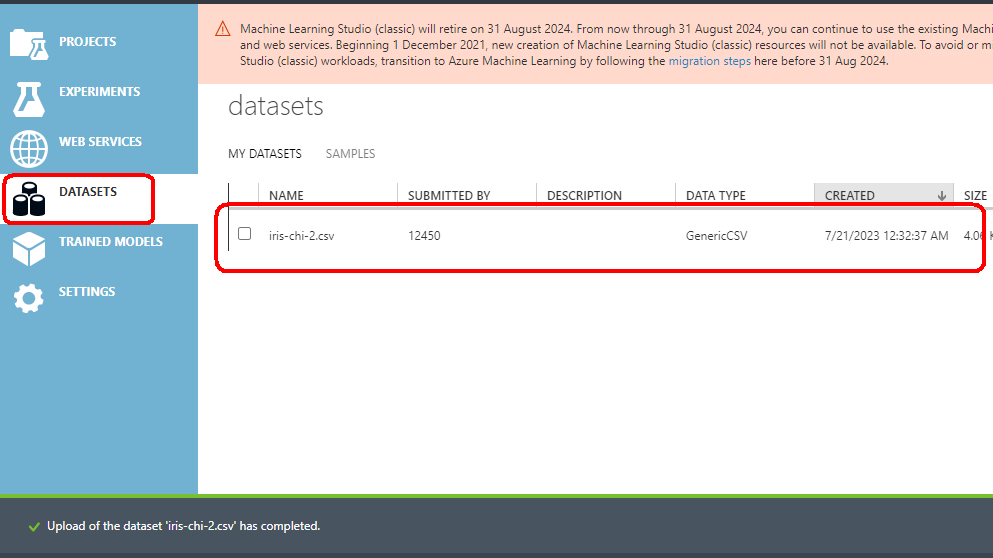 PROJECTS
EXPERIMENTS
WEB SERVICES
DATASETS
TRAINED MODELS
SETTINGS
Machine Learning Studio (classic) will retire on 31 August 2024. From now through 31 August 2024, you can continue to use the existing Machi
and web services. Beginning 1 December 2021, new creation of Machine Learning Studio (classic) resources will not be available. To avoid or m
Studio (classic) workloads, transition to Azure Machine Learning by following the migration steps here before 31 Aug 2024.
datasets
MY DATASETS SAMPLES
NAME SUBMITTED BY DESCRIPTION DATA TYPE CREATED SIZE
iris-chi-2.csv 12450 GenericCSV 7/21/2023 12:32:37 AM 4.06 K
Upload of the dataset 'iris-chi-2.csv' has completed.